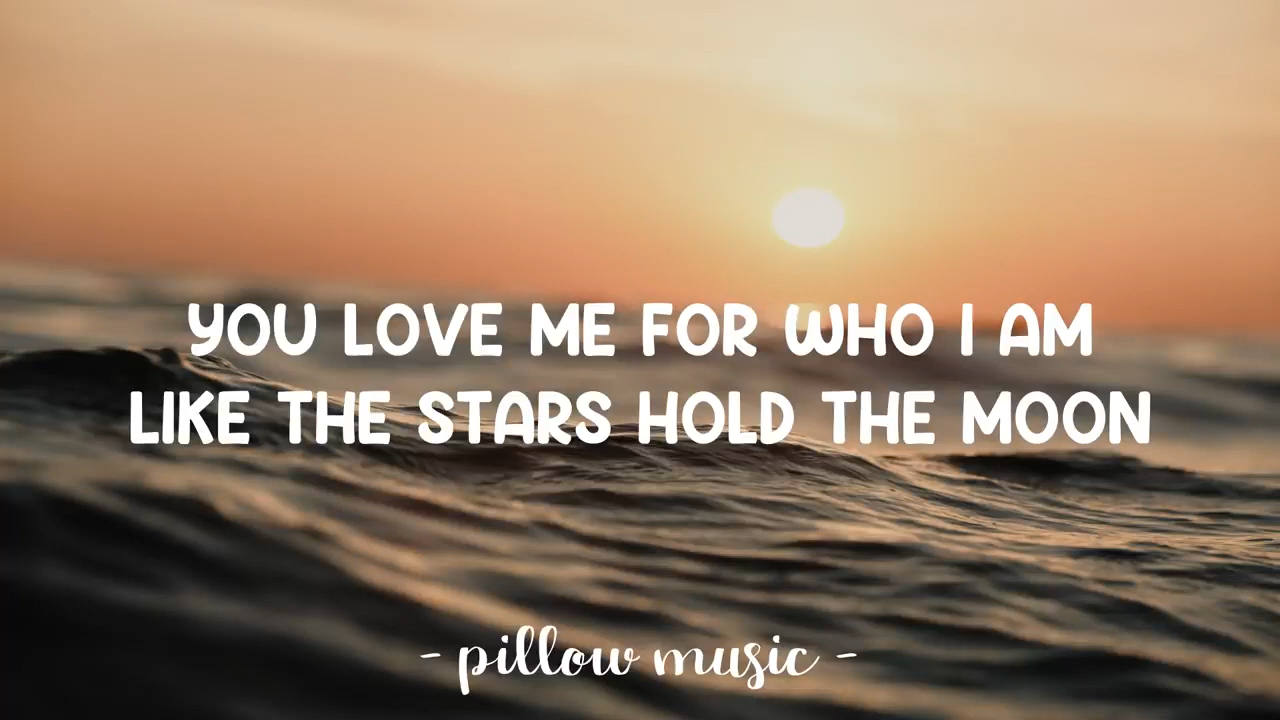 YOU LOVE ME FOR WHO I AM
LIKE THE STARS HOLD THE MOON
- pillow music -